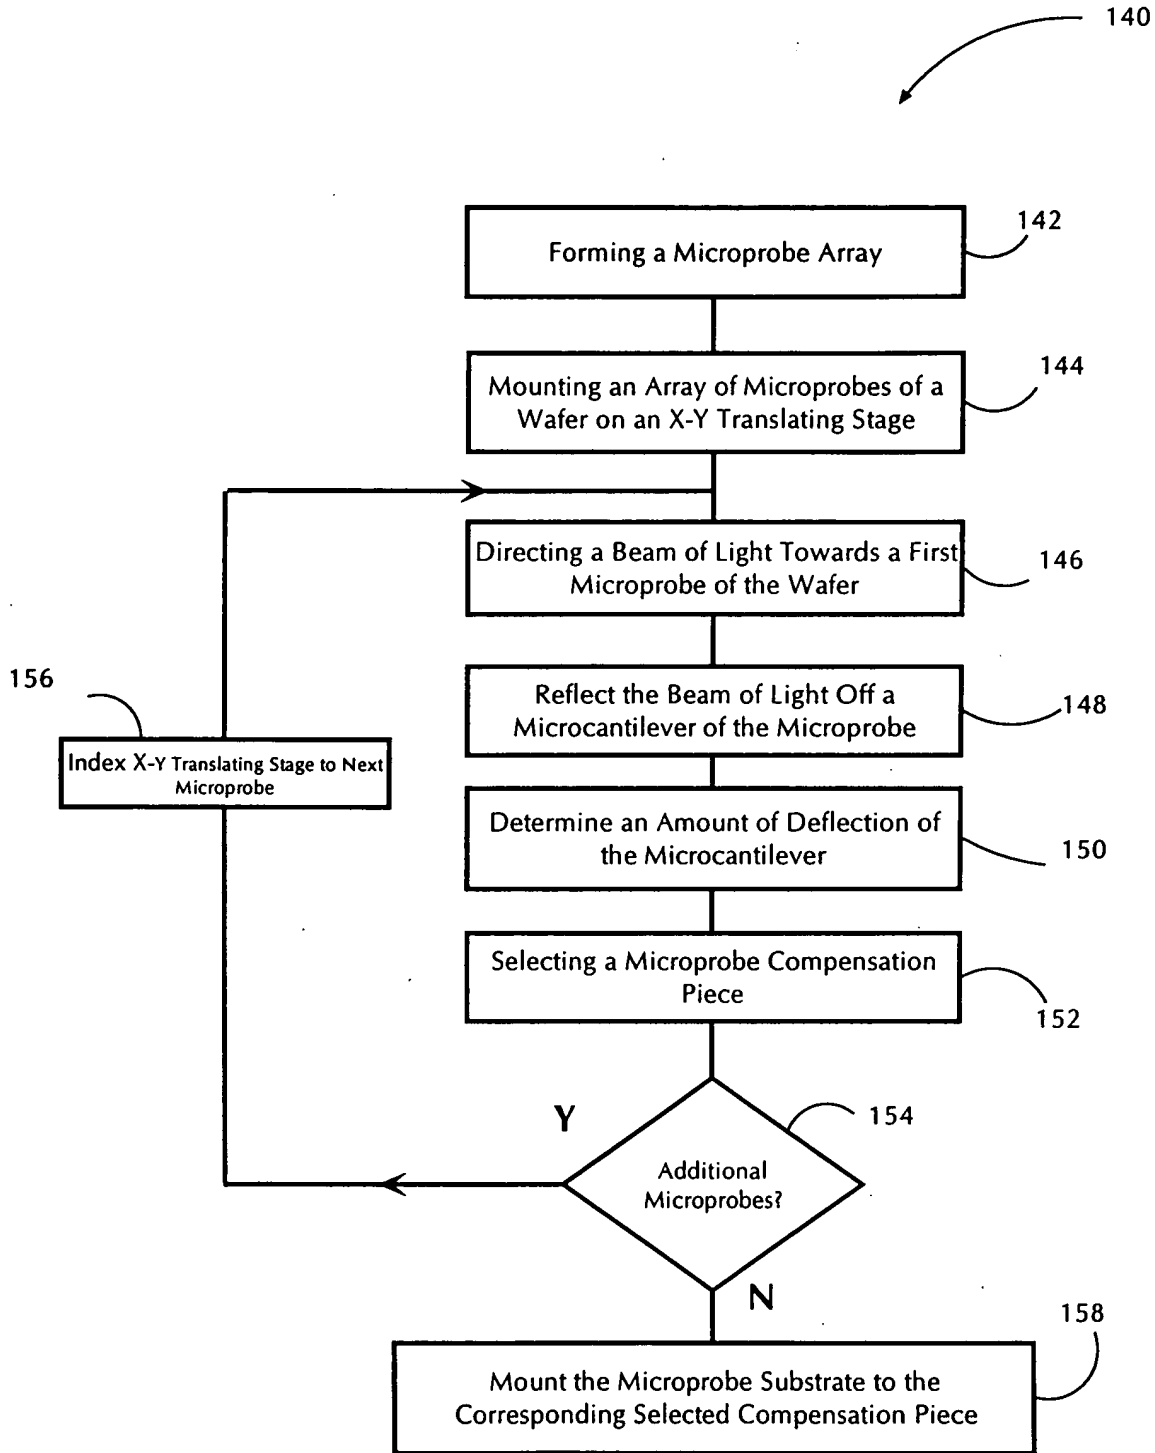 140
Forming a Microprobe Array
142
Mounting an Array of Microprobes of a
Wafer on an X-Y Translating Stage
144
Directing a Beam of Light Towards a First
Microprobe of the Wafer
146
Reflect the Beam of Light Off a
Microcantilever of the Microprobe
148
156
Index X-Y Translating Stage to Next
Microprobe
Determine an Amount of Deflection of
the Microcantilever
150
Selecting a Microprobe Compensation
Piece
152
Y
154
Additional
Microprobes?
N
158
Mount the Microprobe Substrate to the
Corresponding Selected Compensation Piece